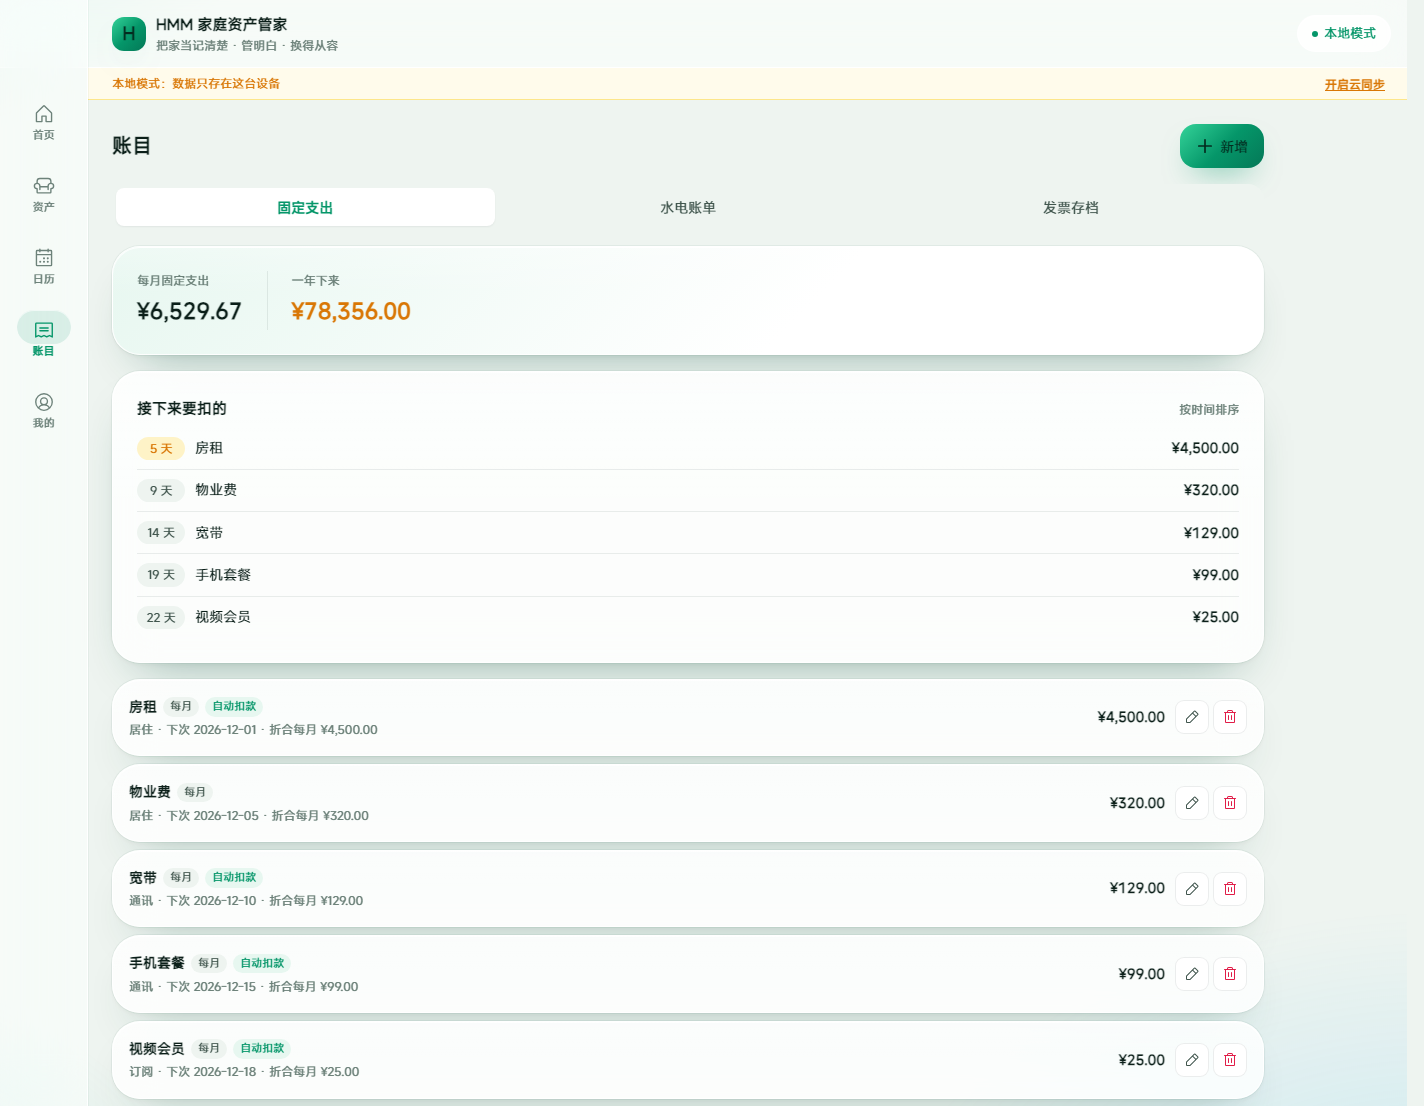 H
HMM 家庭资产管家
把家当记清楚 · 管明白 · 换得从容
本地模式
本地模式：数据只存在这台设备
开启云同步
首页
资产
日历
账目
我的
账目
新增
固定支出
水电账单
发票存档
每月固定支出
¥6,529.67
一年下来
¥78,356.00
接下来要扣的
按时间排序
5 天 房租 ¥4,500.00
9 天 物业费 ¥320.00
14 天 宽带 ¥129.00
19 天 手机套餐 ¥99.00
22 天 视频会员 ¥25.00
房租 每月 自动扣款
居住 · 下次 2026-12-01 · 折合每月 ¥4,500.00
¥4,500.00
物业费 每月
居住 · 下次 2026-12-05 · 折合每月 ¥320.00
¥320.00
宽带 每月 自动扣款
通讯 · 下次 2026-12-10 · 折合每月 ¥129.00
¥129.00
手机套餐 每月 自动扣款
通讯 · 下次 2026-12-15 · 折合每月 ¥99.00
¥99.00
视频会员 每月 自动扣款
订阅 · 下次 2026-12-18 · 折合每月 ¥25.00
¥25.00